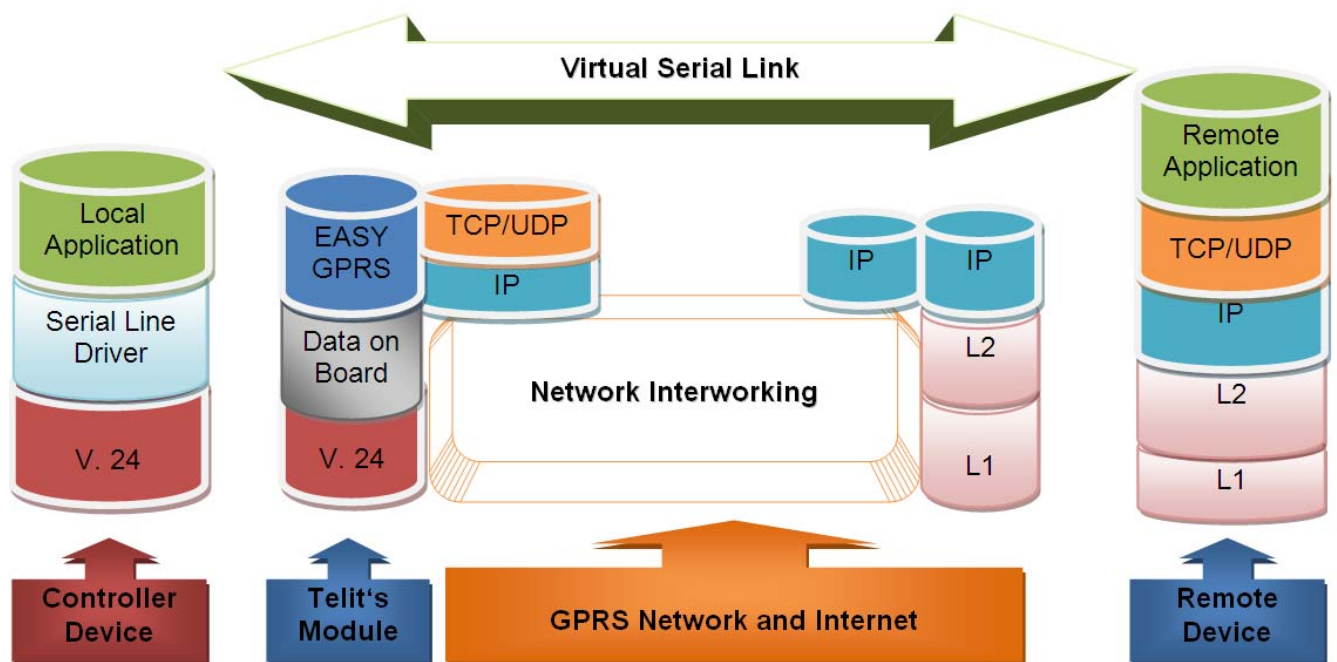 Virtual Serial Link
Local
Application
Serial Line
Driver
V. 24
EASY
GPRS
Data on
Board
V. 24
TCP/UDP
IP
Network Interworking
IP
IP
L2
L1
Remote
Application
TCP/UDP
IP
L2
L1
Controller
Device
Telit‘s
Module
GPRS Network and Internet
Remote
Device